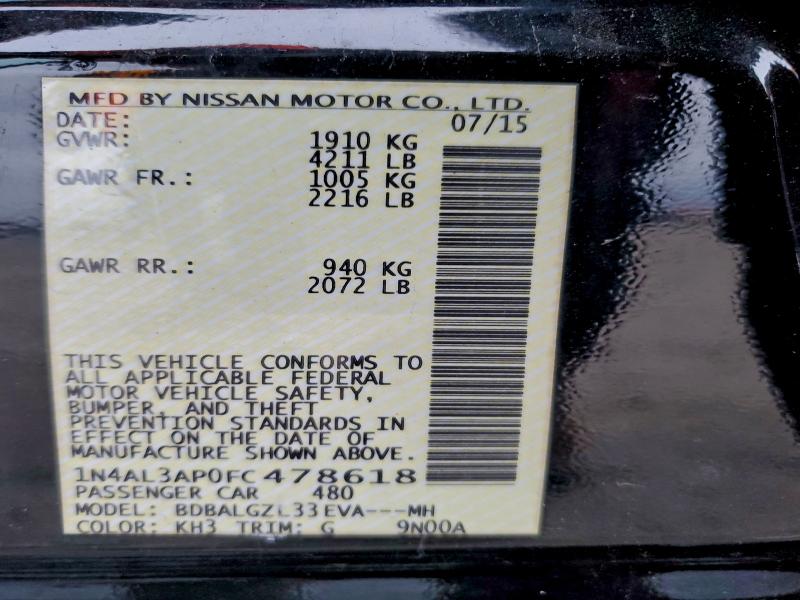 MFD BY NISSAN MOTOR CO., LTD.
DATE: 07/15
GVWR: 1910 KG
4211 LB
GAWR FR.: 1005 KG
2216 LB
GAWR RR.: 940 KG
2072 LB
THIS VEHICLE CONFORMS TO
ALL APPLICABLE FEDERAL
MOTOR VEHICLE SAFETY,
BUMPER, AND THEFT
PREVENTION STANDARDS IN
EFFECT ON THE DATE OF
MANUFACTURE SHOWN ABOVE.
1N4AL3AP0FC478618
PASSENGER CAR 480
MODEL: BDBALGZL33EVA---MH
COLOR: KH3 TRIM: G 9N00A